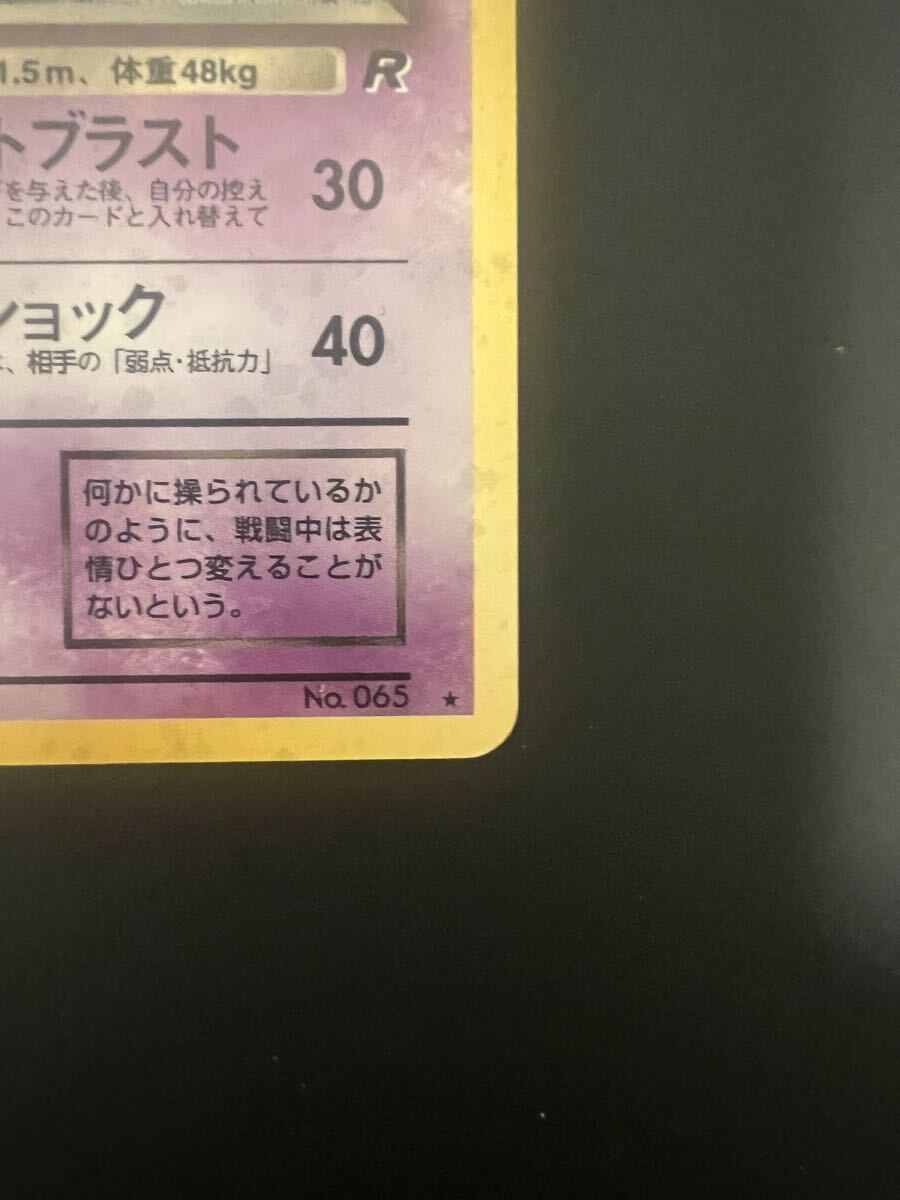 1.5m、体重48kg R
トブラスト
30
を与えた後、自分の控え
このカードと入れ替えて
ショック
40
、相手の「弱点・抵抗力」
何かに操られているか
のように、戦闘中は表
情ひとつ変えることが
ないという。
No.065 ★